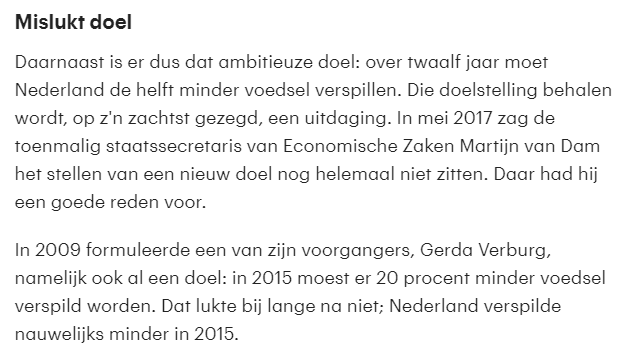 Mislukt doel
Daarnaast is er dus dat ambitieuze doel: over twaalf jaar moet
Nederland de helft minder voedsel verspillen. Die doelstelling behalen
wordt, op z'n zachtst gezegd, een uitdaging. In mei 2017 zag de
toenmalig staatssecretaris van Economische Zaken Martijn van Dam
het stellen van een nieuw doel nog helemaal niet zitten. Daar had hij
een goede reden voor.
In 2009 formuleerde een van zijn voorgangers, Gerda Verburg,
namelijk ook al een doel: in 2015 moest er 20 procent minder voedsel
verspild worden. Dat lukte bij lange na niet; Nederland verspilde
nauwelijks minder in 2015.